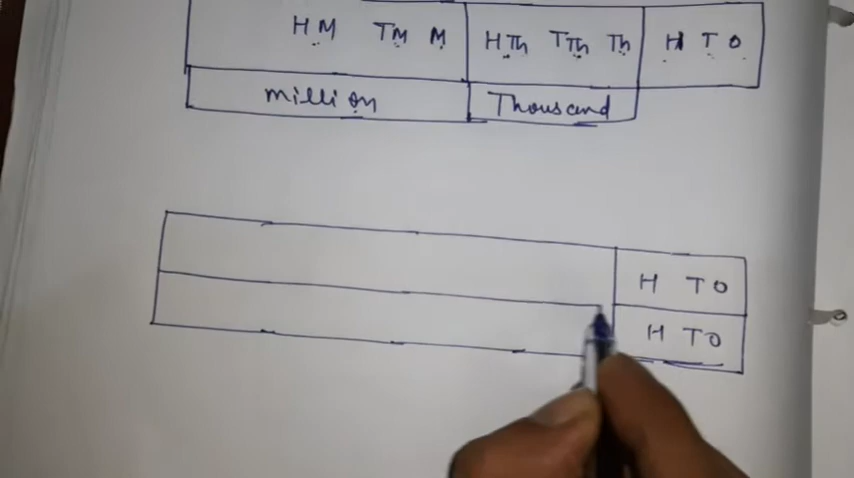 HM TM M HTh TTh Th H T O
million Thousand
H T O
H T O